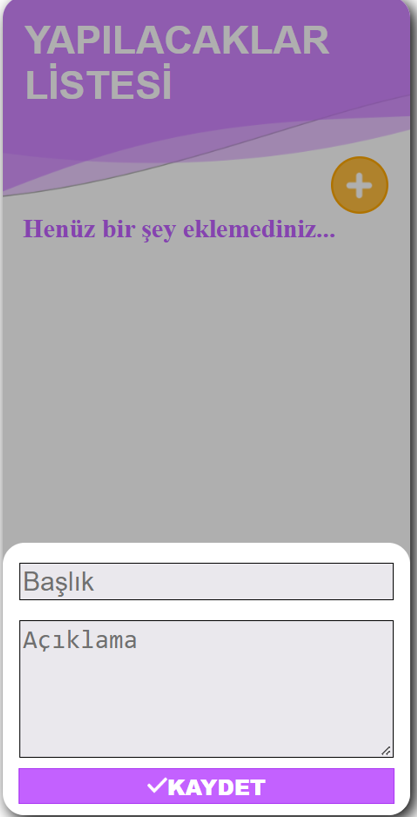 YAPILACAKLAR
LİSTESİ
Henüz bir şey eklemediniz...
Başlık
Açıklama
KAYDET